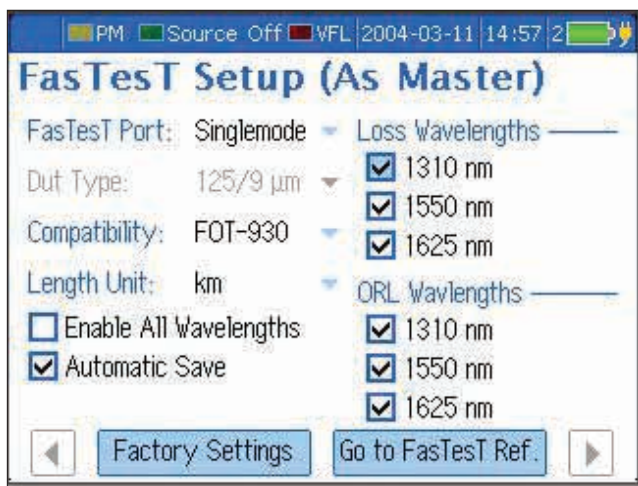 PM Source Off VFL 2004-03-11 14:57 2
FasTesT Setup (As Master)
FasTesT Port: Singlemode
Dut Type: 125/9 µm
Compatibility: FOT-930
Length Unit: km
Enable All Wavelengths
Automatic Save
Loss Wavelengths
1310 nm
1550 nm
1625 nm
ORL Wavlengths
1310 nm
1550 nm
1625 nm
Factory Settings
Go to FasTesT Ref.